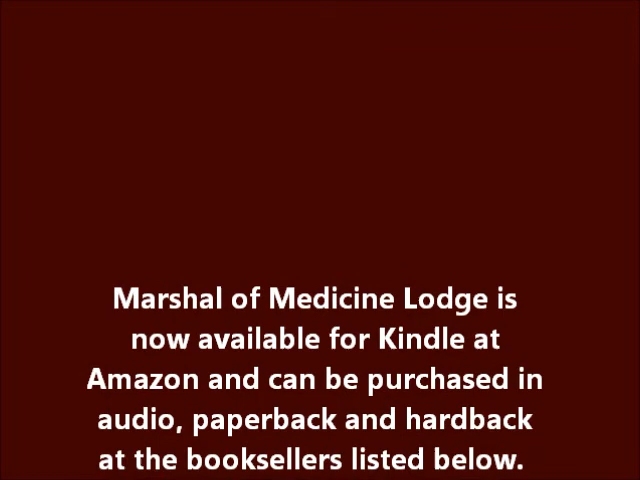 Marshal of Medicine Lodge is
now available for Kindle at
Amazon and can be purchased in
audio, paperback and hardback
at the booksellers listed below.